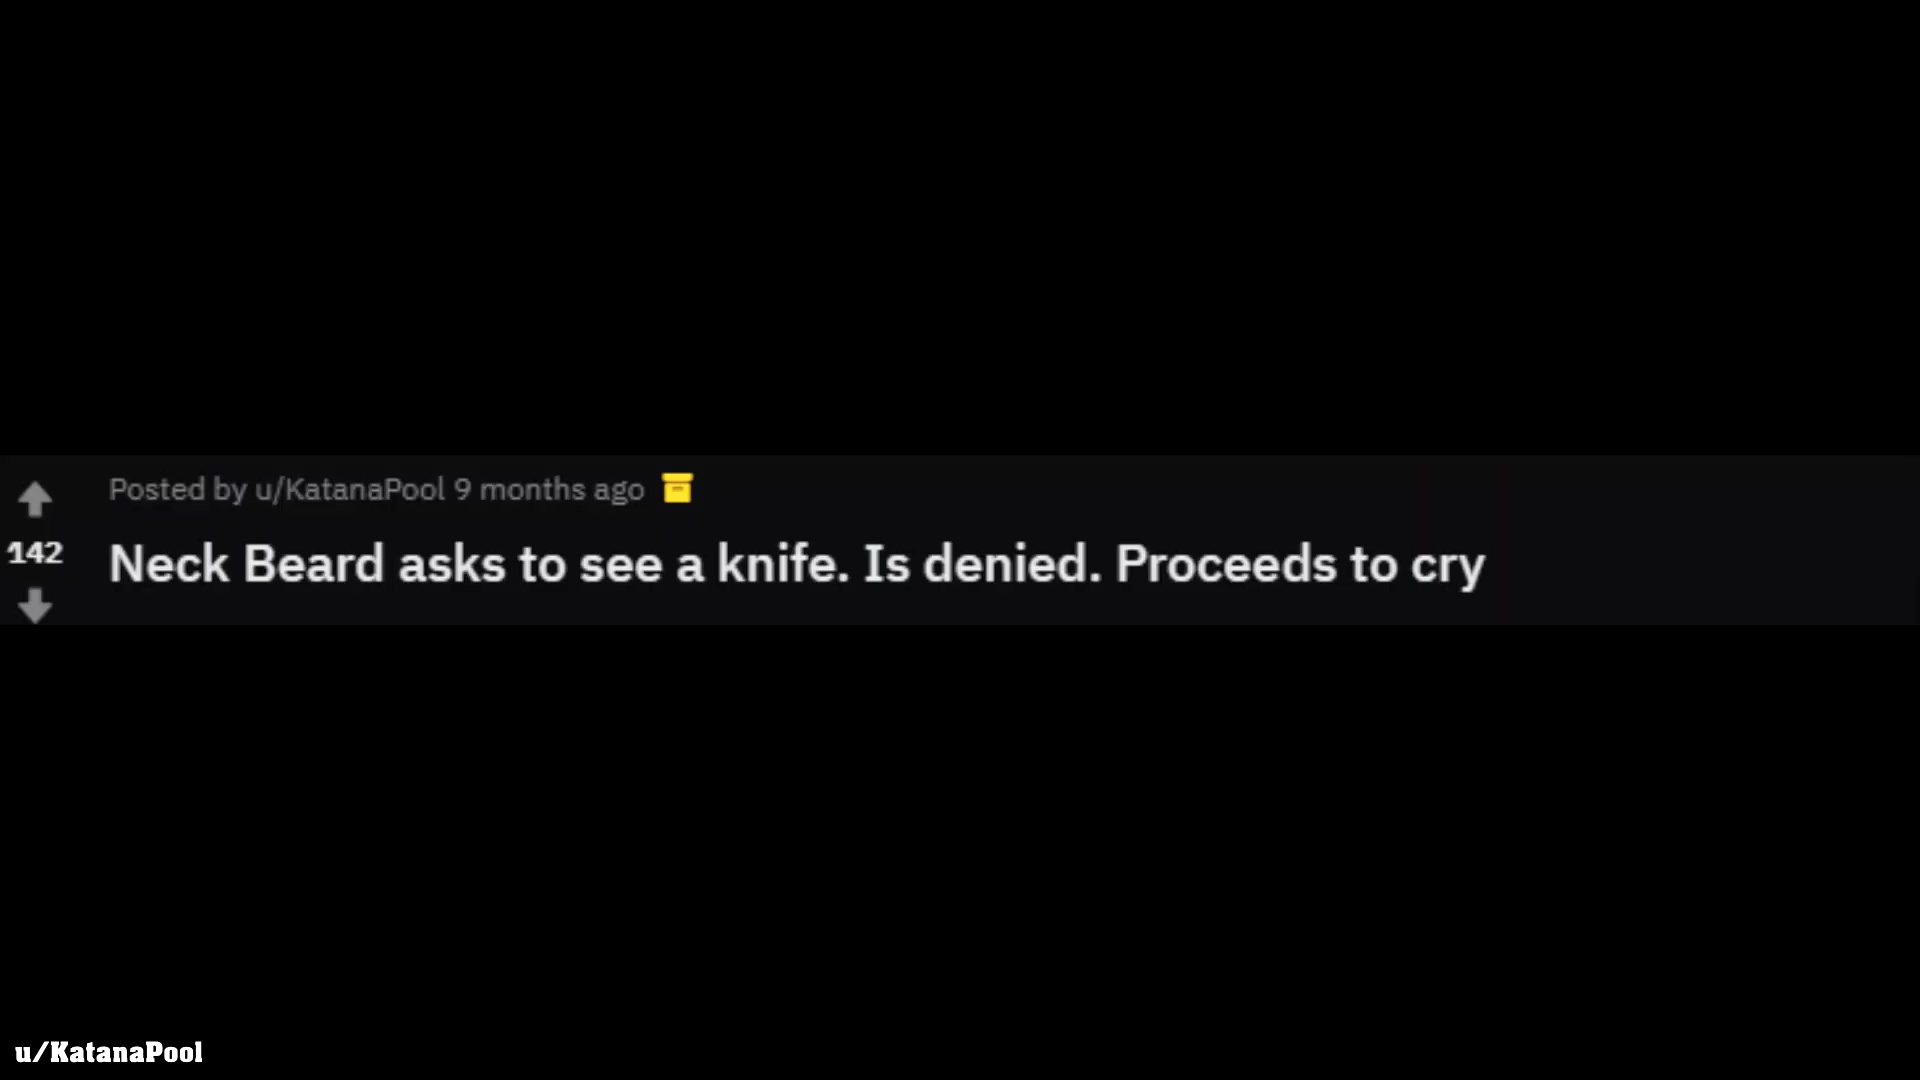 Posted by u/KatanaPool 9 months ago
142
Neck Beard asks to see a knife. Is denied. Proceeds to cry
u/KatanaPool